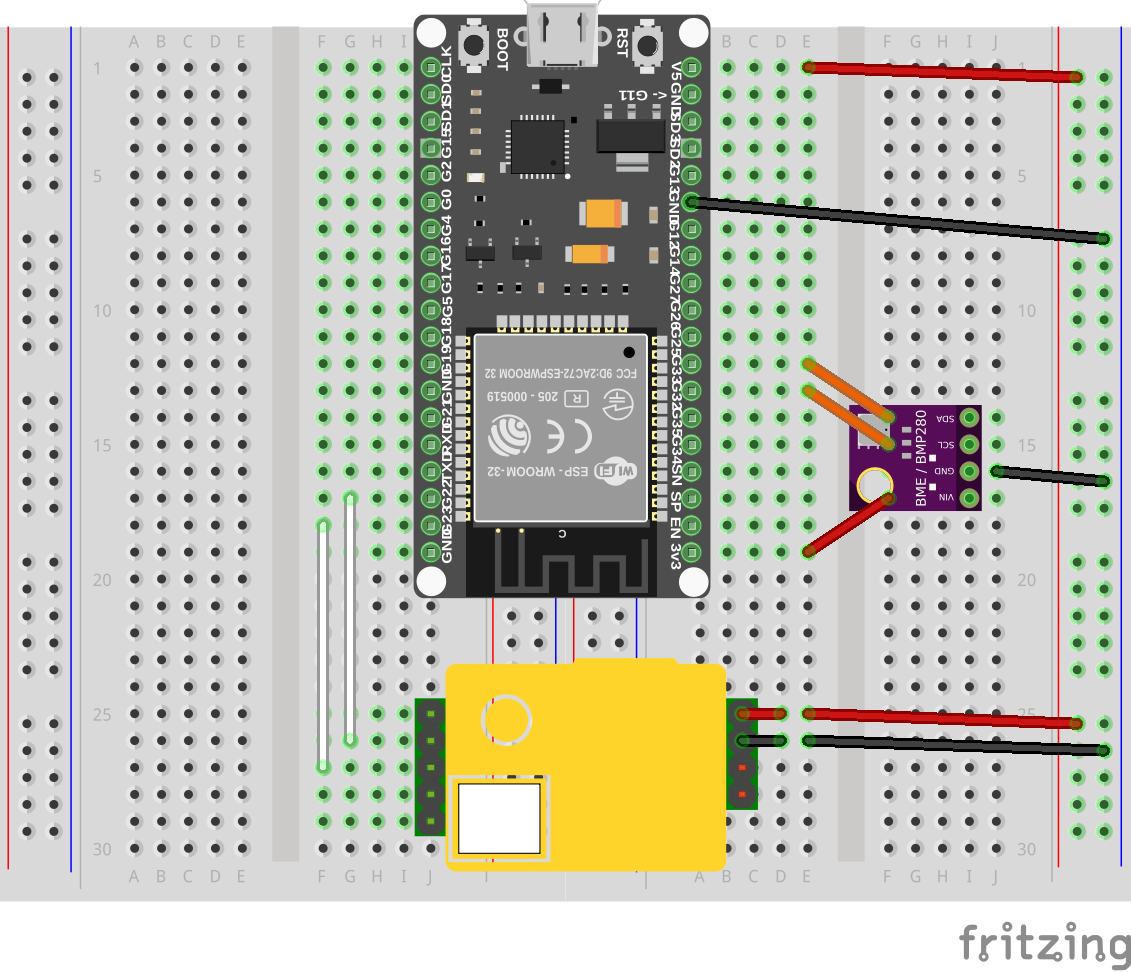 A B C D E F G H I
B C D E F G H I J
BOOT
RST
<- G11
1
5
10
15
20
25
30
1
5
10
15
20
25
30
CLK
SD0
SD1
G15
G2
G0
G4
G16
G17
G5
G18
G19
GND
G21
RXD
TXD
G22
G23
GND
V5
GND
SD3
SD2
G13
GND
G12
G14
G27
G26
G25
G33
G32
G35
G34
SN
SP
EN
3V3
FCC 9D:2AC72-ESPWROOM 32
205 - 000519
R
CE
WiFi
ESP - WROOM-32
C
BME / BMP280
SDA
SCL
GND
VIN
A B C D E F G H I J
A B C D E F G H I J
fritzing